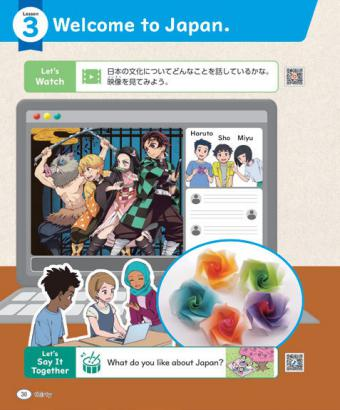 Lesson
3
Welcome to Japan.
Let's
Watch
日本の文化についてどんなことを話しているかな。
映像を見てみよう。
Haruto
Sho
Miyu
Let's
Say It
Together
What do you like about Japan?
30
thirty